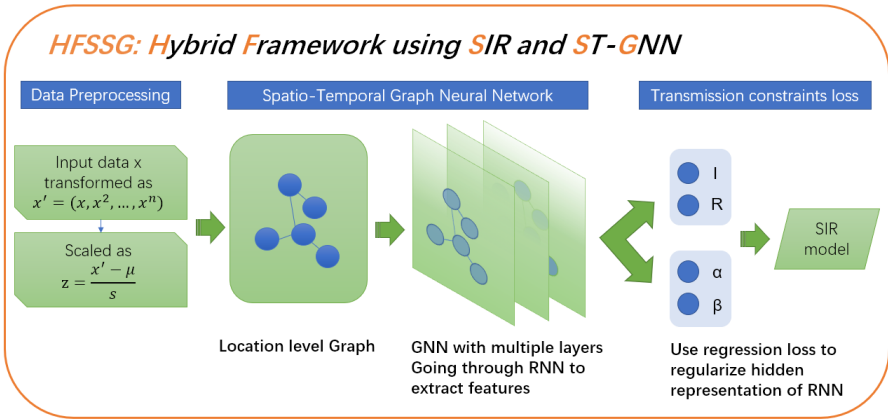 HFSSG: Hybrid Framework using SIR and ST-GNN
Data Preprocessing
Spatio-Temporal Graph Neural Network
Transmission constraints loss
Input data x
transformed as
x′ = (x, x², …, xⁿ)
Scaled as
z = (x′ − μ) / s
I
R
α
β
SIR
model
Location level Graph
GNN with multiple layers
Going through RNN to
extract features
Use regression loss to
regularize hidden
representation of RNN